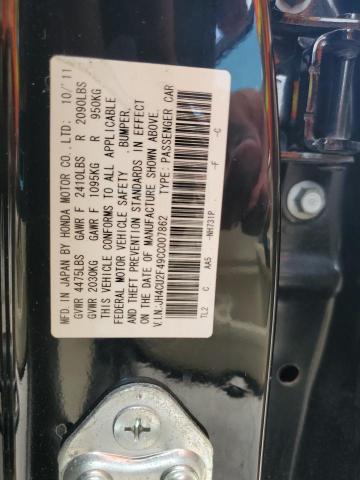 MFD. IN JAPAN BY HONDA MOTOR CO., LTD. 10/'11
GVWR 4475LBS GAWR F 2410LBS R 2090LBS
GVWR 2030KG GAWR F 1095KG R 950KG
THIS VEHICLE CONFORMS TO ALL APPLICABLE
FEDERAL MOTOR VEHICLE SAFETY, BUMPER,
AND THEFT PREVENTION STANDARDS IN EFFECT
ON THE DATE OF MANUFACTURE SHOWN ABOVE.
V.I.N:JH4CU2F49CC007862 TYPE: PASSENGER CAR
TL2 C AA5 -NH731P -F -C